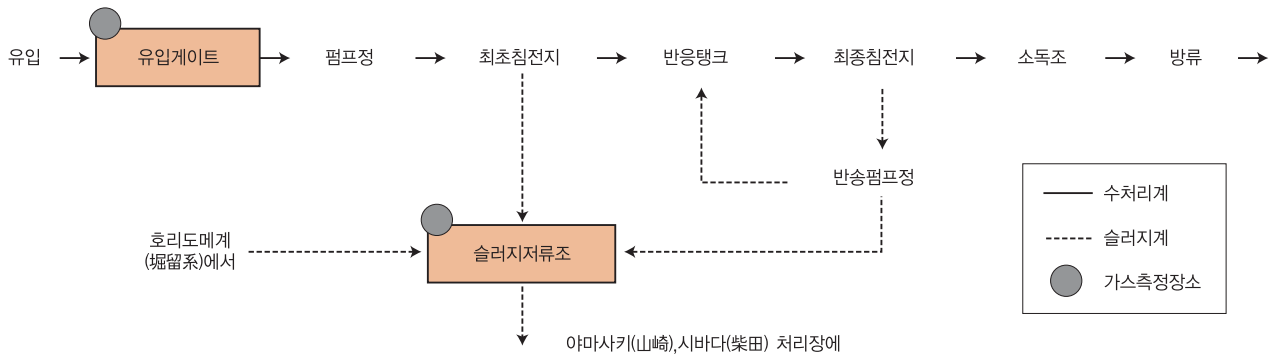 유입
유입게이트
펌프정
최초침전지
반응탱크
최종침전지
소독조
방류
반송펌프정
호리도메계
(堀留系)에서
슬러지저류조
야마사키(山崎),시바다(柴田) 처리장에
수처리계
슬러지계
가스측정장소